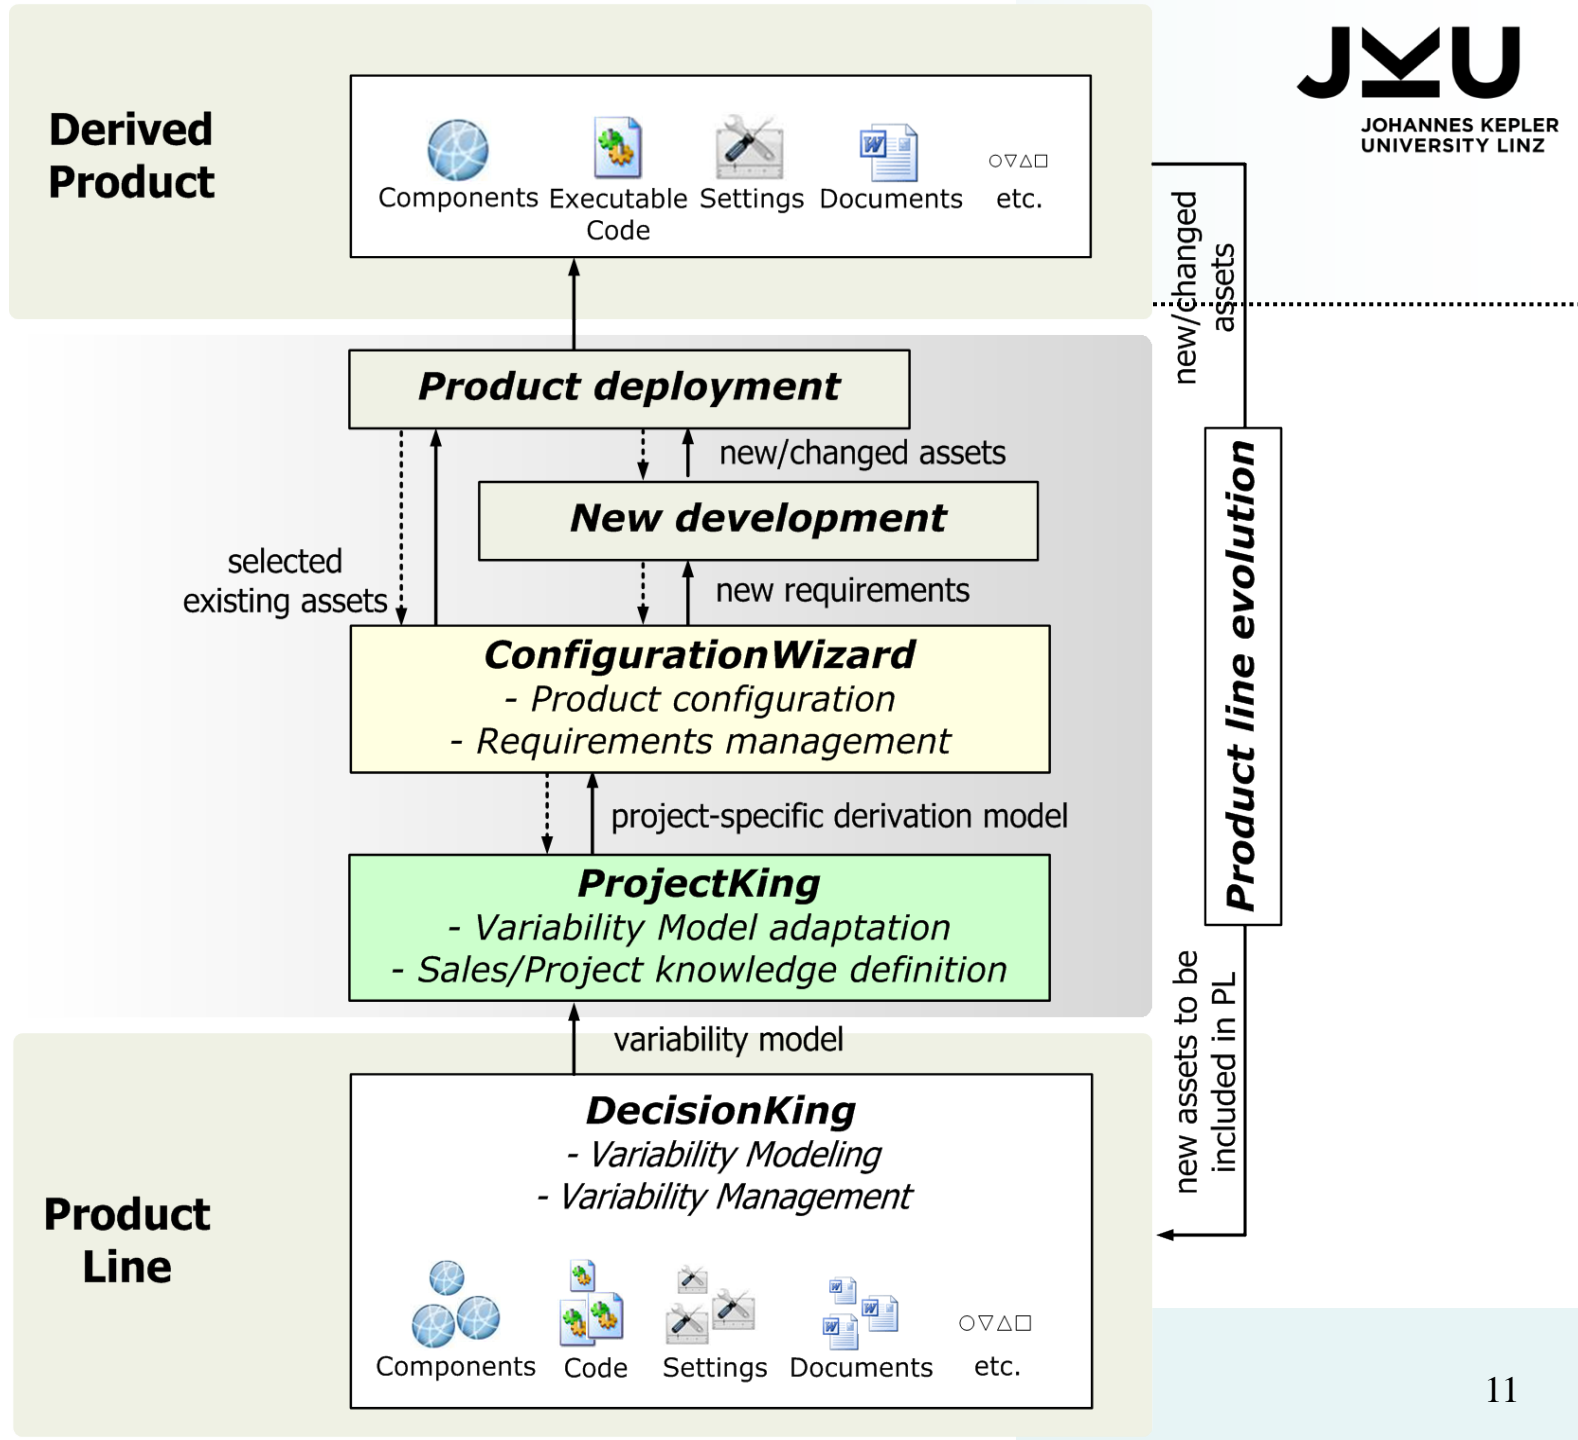 JKU
JOHANNES KEPLER
UNIVERSITY LINZ
Derived
Product
Components
Executable
Code
Settings
Documents
etc.
new/changed
assets
Product deployment
new/changed assets
New development
selected
existing assets
new requirements
ConfigurationWizard
- Product configuration
- Requirements management
project-specific derivation model
ProjectKing
- Variability Model adaptation
- Sales/Project knowledge definition
variability model
Product line evolution
new assets to be
included in PL
Product
Line
DecisionKing
- Variability Modeling
- Variability Management
Components
Code
Settings
Documents
etc.
11